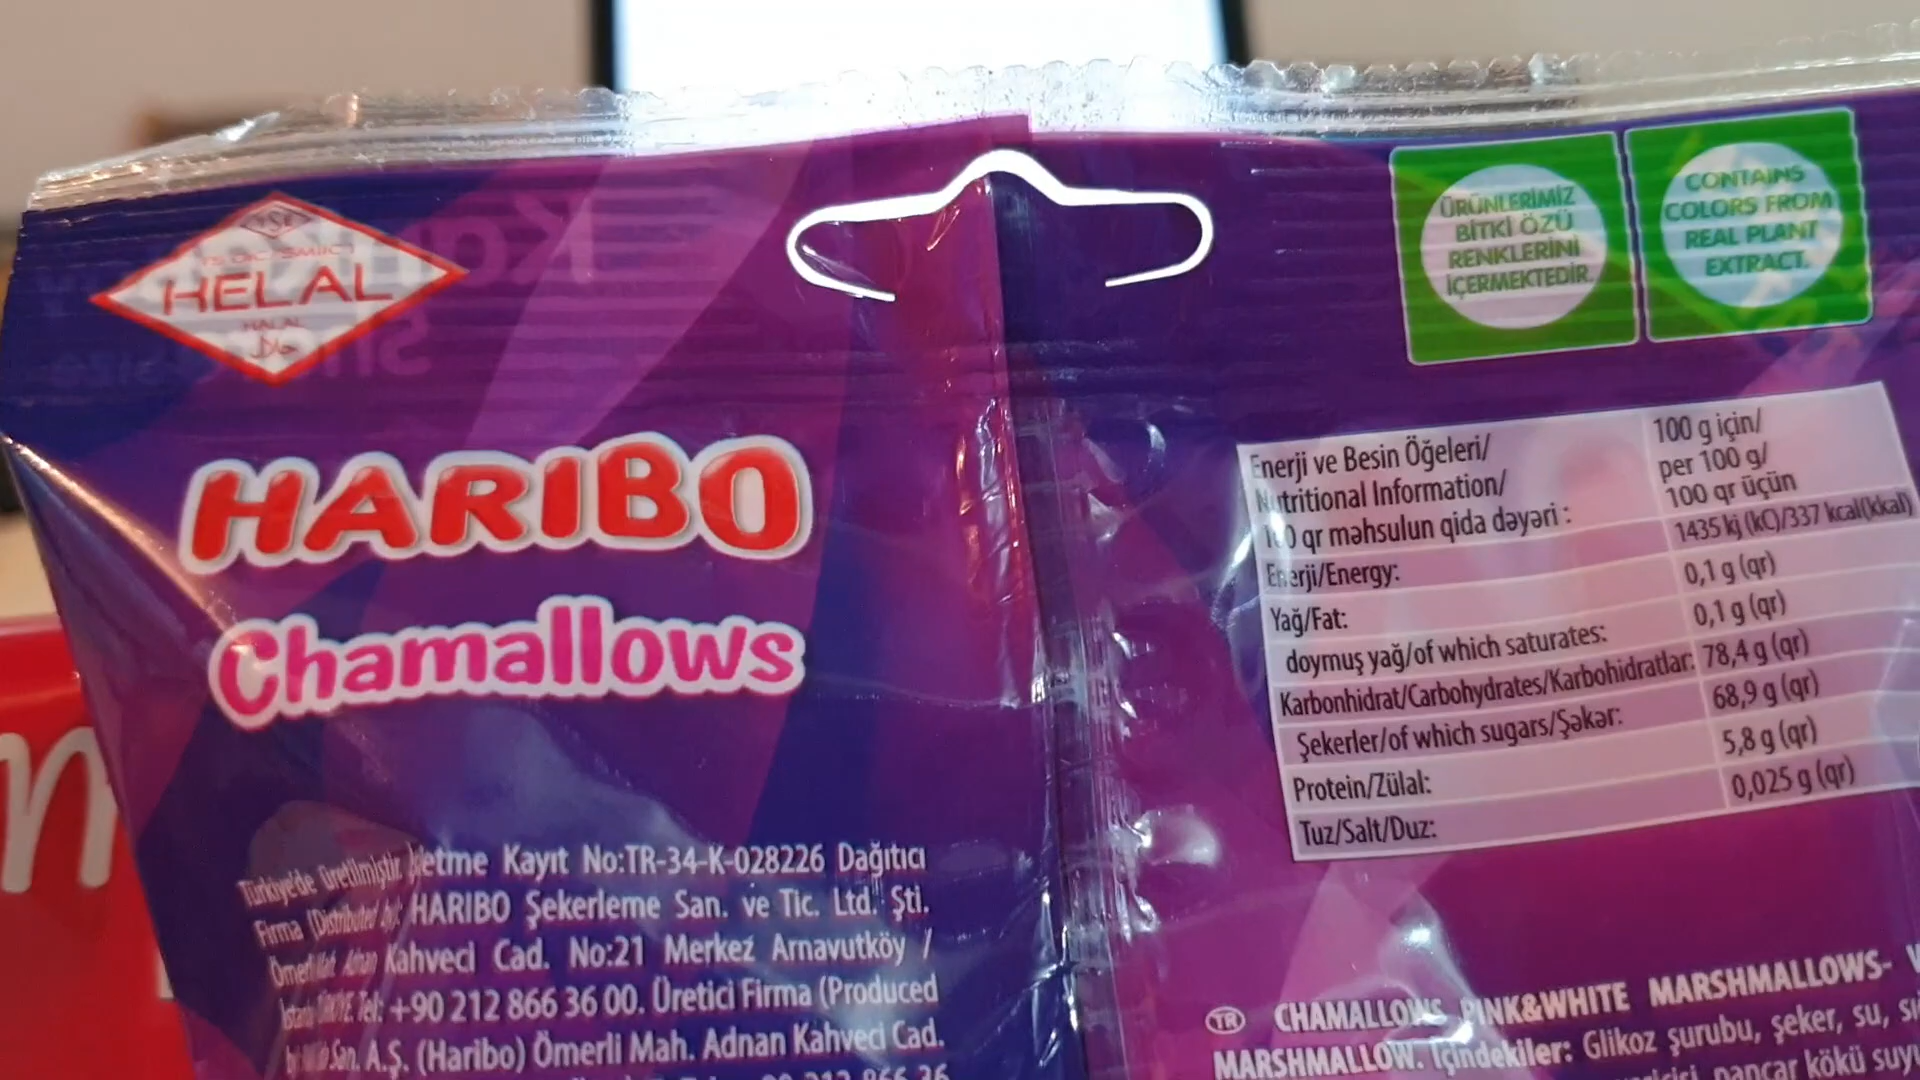 TSE
HELAL
HALAL
حلال
HARIBO
Chamallows
Türkiye'de Üretilmiştir. İşletme Kayıt No:TR-34-K-028226 Dağıtıcı
Firma (Distributed by): HARIBO Şekerleme San. ve Tic. Ltd. Şti.
Ömerli Mah. Adnan Kahveci Cad. No:21 Merkez Arnavutköy /
Tel: +90 212 866 36 00. Üretici Firma (Produced
San. A.Ş. (Haribo) Ömerli Mah. Adnan Kahveci Cad.
ÜRÜNLERİMİZ
BİTKİ ÖZÜ
RENKLERİNİ
İÇERMEKTEDİR.
CONTAINS
COLORS FROM
REAL PLANT
EXTRACT.
Enerji ve Besin Öğeleri/
Nutritional Information/
100 qr məhsulun qida dəyəri :
100 g için/
per 100 g/
100 qr üçün
Enerji/Energy: 1435 kj (kC)/337 kcal(kkal)
Yağ/Fat: 0,1 g (qr)
doymuş yağ/of which saturates: 0,1 g (qr)
Karbonhidrat/Carbohydrates/Karbohidratlar: 78,4 g (qr)
Şekerler/of which sugars/Şəkər: 68,9 g (qr)
Protein/Zülal: 5,8 g (qr)
Tuz/Salt/Duz: 0,025 g (qr)
TR CHAMALLOWS PINK&WHITE MARSHMALLOWS-
MARSHMALLOW. İçindekiler: Glikoz şurubu, şeker, su,
pancar kökü suyu